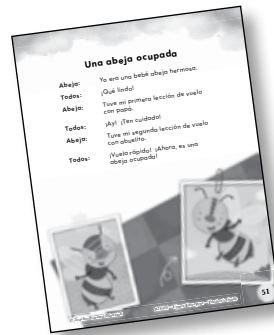 Una abeja ocupada
Abeja: Yo era una bebé abeja hermosa.
Todos: ¡Qué lindo!
Abeja: Tuve mi primera lección de vuelo
con papá.
Todos: ¡Ay! ¡Ten cuidado!
Abeja: Tuve mi segunda lección de vuelo
con abuelito.
Todos: ¡Vuela rápido! ¡Ahora, es una
abeja ocupada!
51